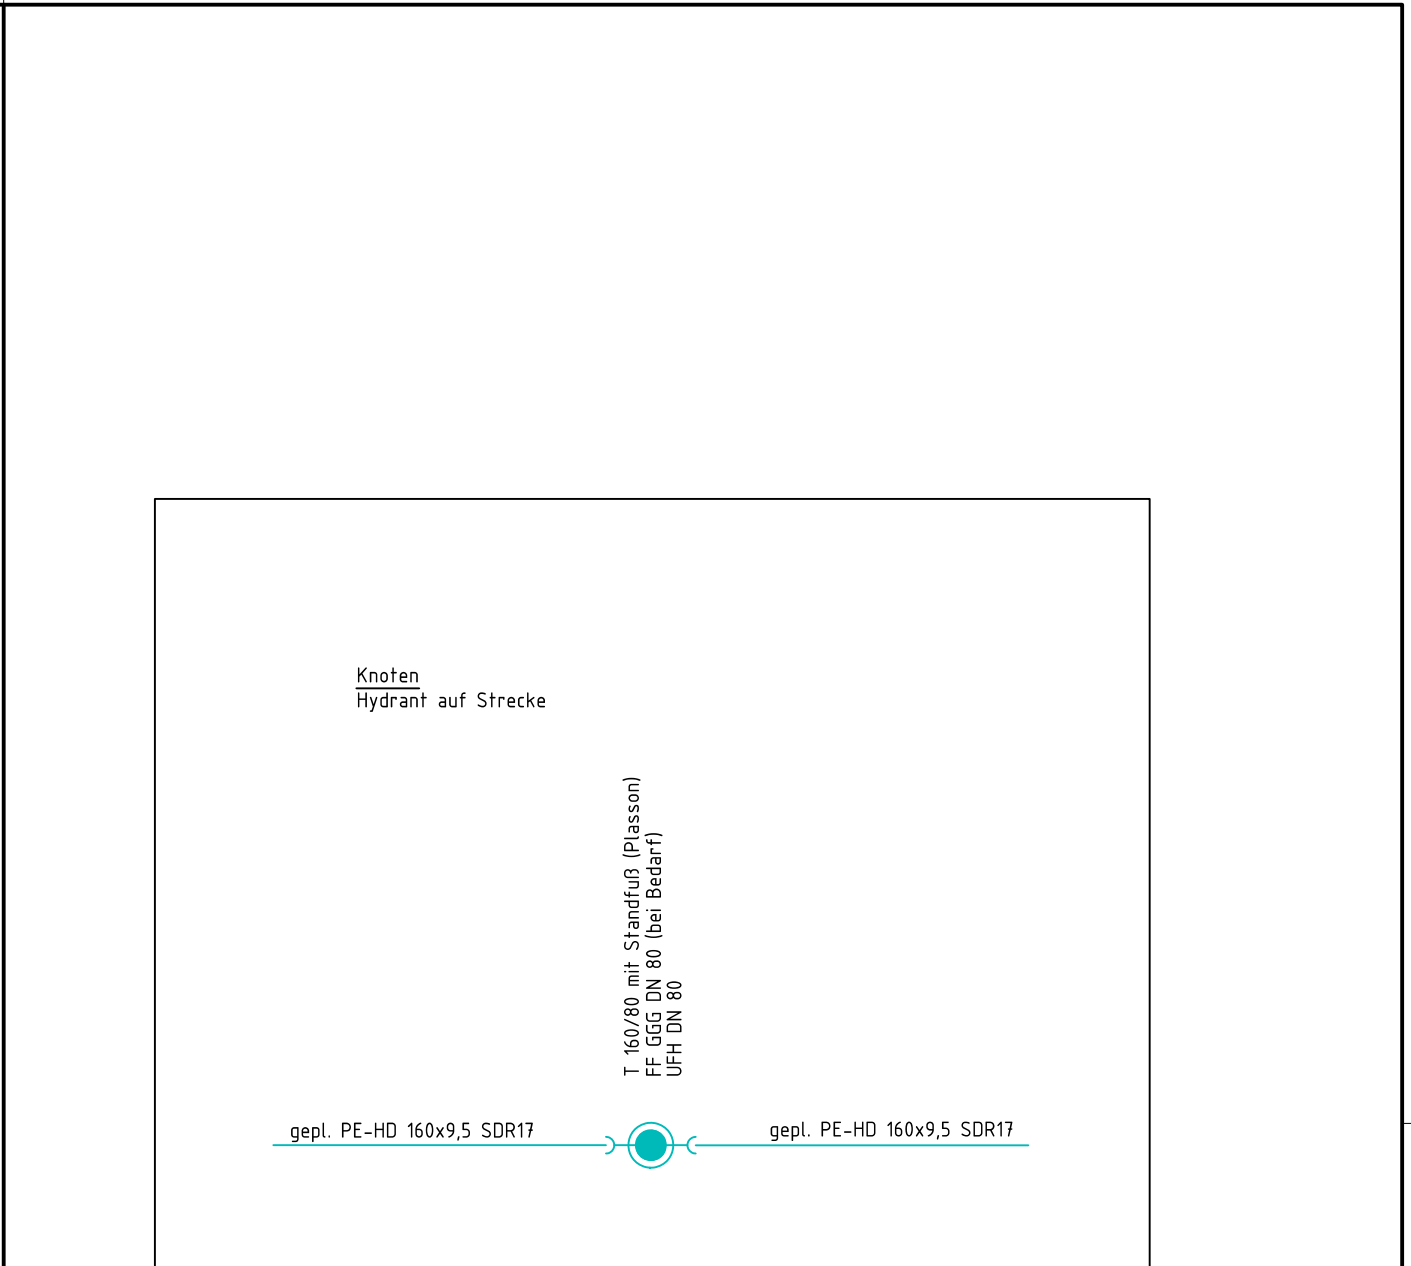 Knoten
Hydrant auf Strecke
T 160/80 mit Standfuß (Plasson)
FF GGG DN 80 (bei Bedarf)
UFH DN 80
gepl. PE-HD 160x9,5 SDR17
gepl. PE-HD 160x9,5 SDR17